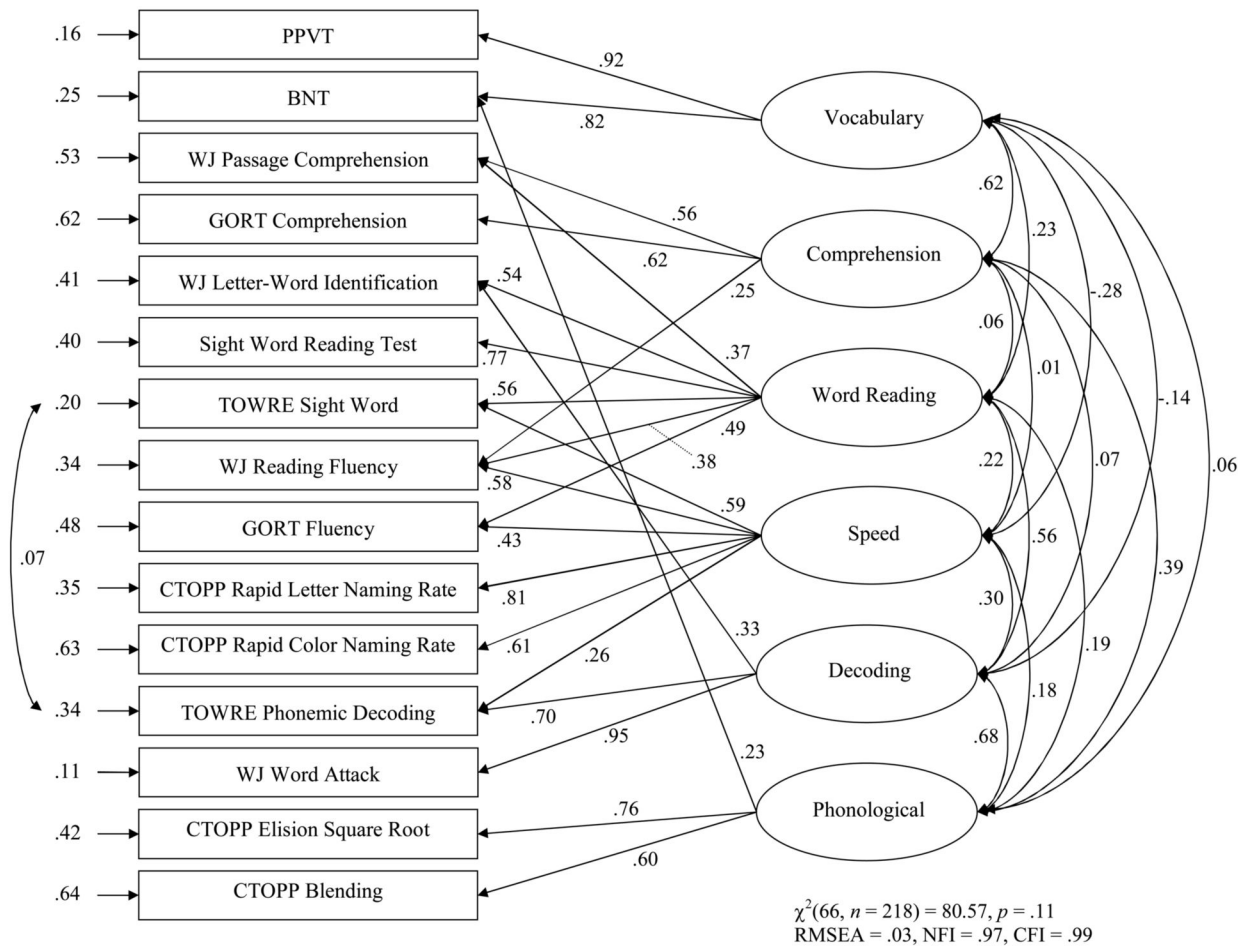 .16 PPVT
.92
.25 BNT
.82
Vocabulary
.53 WJ Passage Comprehension
.62
.56
.62 GORT Comprehension
.62
.23
Comprehension
.41 WJ Letter-Word Identification
.54
.25
-.28
.06
.40 Sight Word Reading Test
.77
.37
.01
.56
.20 TOWRE Sight Word
Word Reading
-.14
.49
.38
.34 WJ Reading Fluency
.58
.22
.07
.06
.59
.48 GORT Fluency
.43
Speed
.56
.07
.39
.35 CTOPP Rapid Letter Naming Rate
.81
.30
.63 CTOPP Rapid Color Naming Rate
.61
.26
.33
.19
Decoding
.18
.34 TOWRE Phonemic Decoding
.70
.95
.68
.23
.11 WJ Word Attack
Phonological
.42 CTOPP Elision Square Root
.76
.60
.64 CTOPP Blending
χ²(66, n = 218) = 80.57, p = .11
RMSEA = .03, NFI = .97, CFI = .99